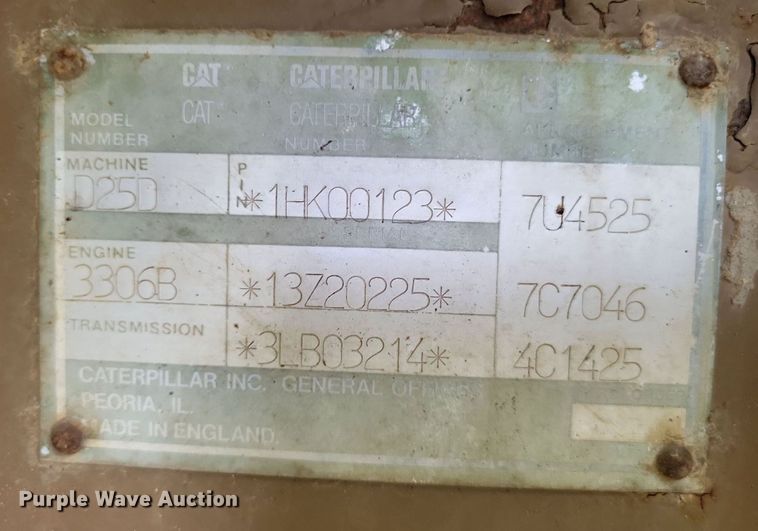 CAT CATERPILLAR
CAT CATERPILLAR
MODEL
NUMBER NUMBER
MACHINE PIN
D25D *1HK00123* 7U4525
ENGINE
3306B *13Z20225* 7C7046
TRANSMISSION
*3LB03214* 4C1425
CATERPILLAR INC. GENERAL
PEORIA, IL.
MADE IN ENGLAND.
Purple Wave Auction